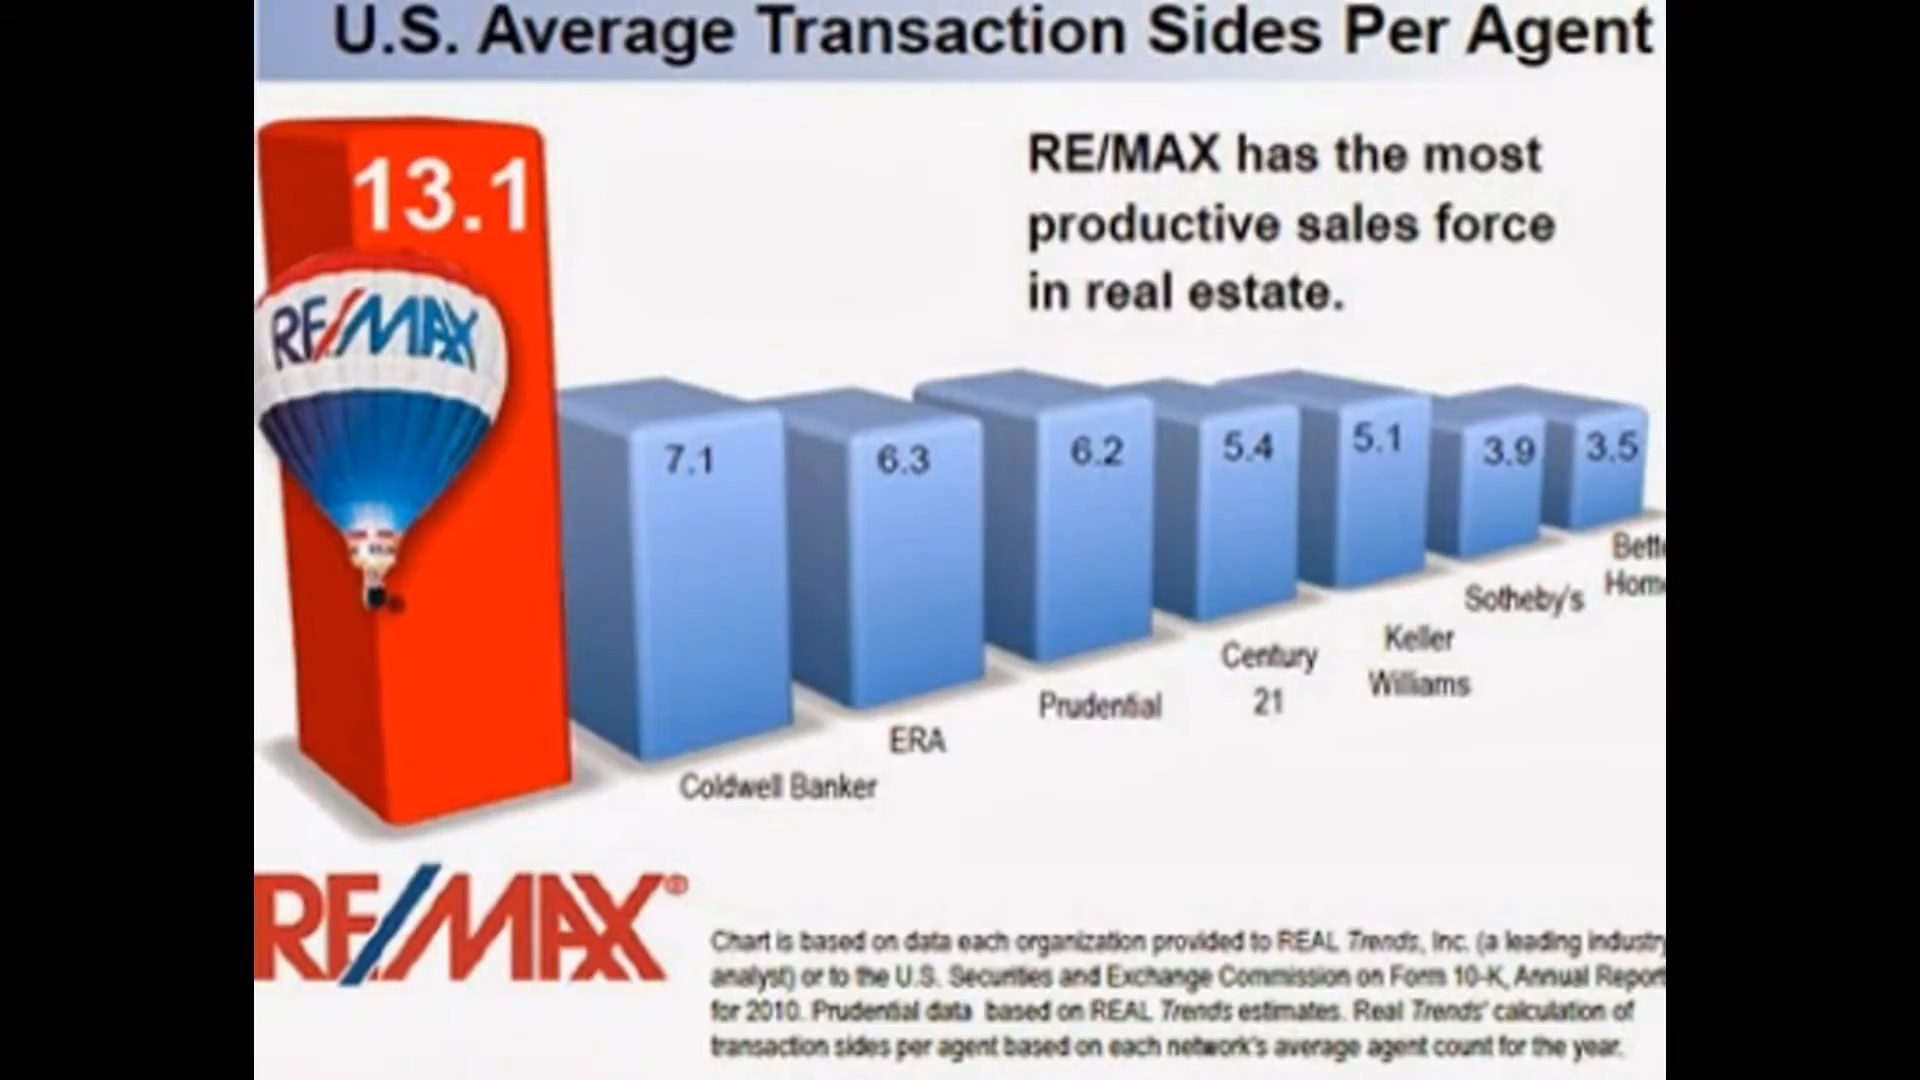 U.S. Average Transaction Sides Per Agent
13.1
RE/MAX has the most
productive sales force
in real estate.
RE/MAX
7.1
6.3
6.2
5.4
5.1
3.9
3.5
Coldwell Banker
ERA
Prudential
Century
21
Keller
Williams
Sotheby's
RE/MAX®
Chart is based on data each organization provided to REAL Trends, Inc. (a leading industry
analyst) or to the U.S. Securities and Exchange Commission on Form 10-K, Annual Report
for 2010. Prudential data based on REAL Trends estimates. Real Trends' calculation of
transaction sides per agent based on each network's average agent count for the year.